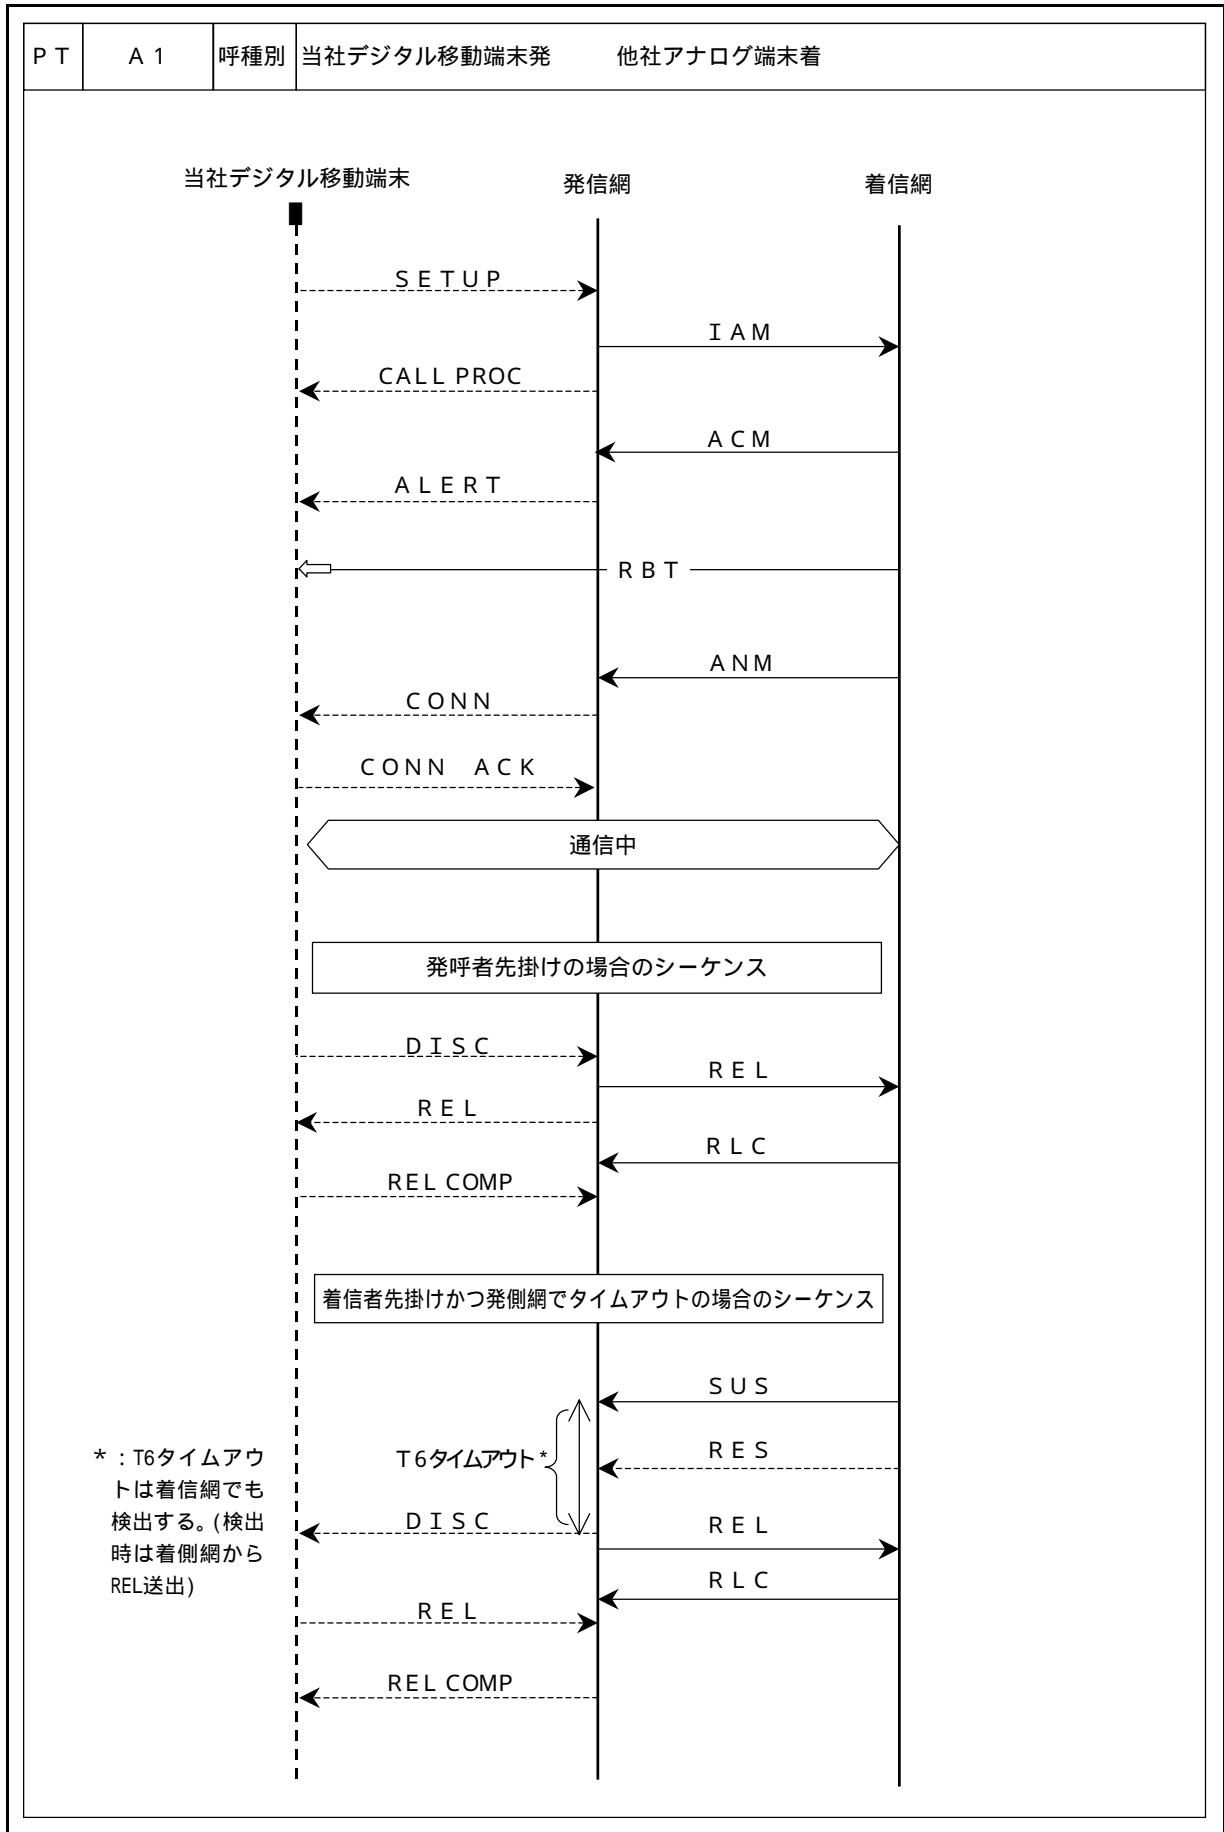 ＰＴ Ａ１ 呼種別 当社デジタル移動端末発　　他社アナログ端末着
当社デジタル移動端末 発信網 着信網
ＳＥＴＵＰ
ＩＡＭ
CALL PROC
ＡＣＭ
ＡＬＥＲＴ
ＲＢＴ
ＡＮＭ
ＣＯＮＮ
ＣＯＮＮ　ＡＣＫ
通信中
発呼者先掛けの場合のシーケンス
ＤＩＳＣ
ＲＥＬ
ＲＥＬ
ＲＬＣ
REL COMP
着信者先掛けかつ発側網でタイムアウトの場合のシーケンス
ＳＵＳ
ＲＥＳ
Ｔ6タイムアウト*
*：T6タイムアウ
トは着信網でも
検出する。(検出
時は着側網から
REL送出)
ＤＩＳＣ
ＲＥＬ
ＲＬＣ
ＲＥＬ
REL COMP